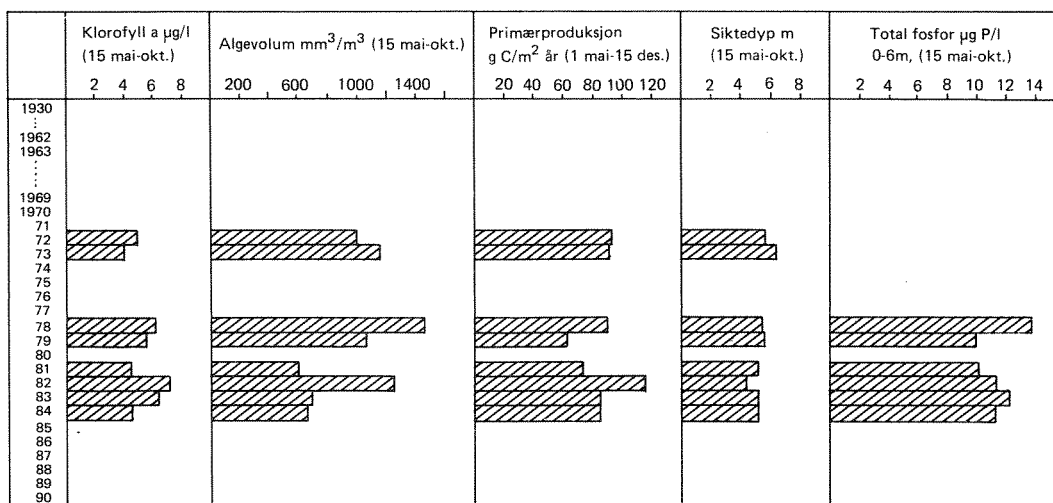 Klorofyll a µg/l
(15 mai-okt.)
2 4 6 8
Algevolum mm³/m³ (15 mai-okt.)
200 600 1000 1400
Primærproduksjon
g C/m² år (1 mai-15 des.)
20 40 60 80 100 120
Siktedyp m
(15 mai-okt.)
2 4 6 8
Total fosfor µg P/l
0-6m, (15 mai-okt.)
2 4 6 8 10 12 14
1930
1962
1963
1969
1970
71
72
73
74
75
76
77
78
79
80
81
82
83
84
85
86
87
88
89
90